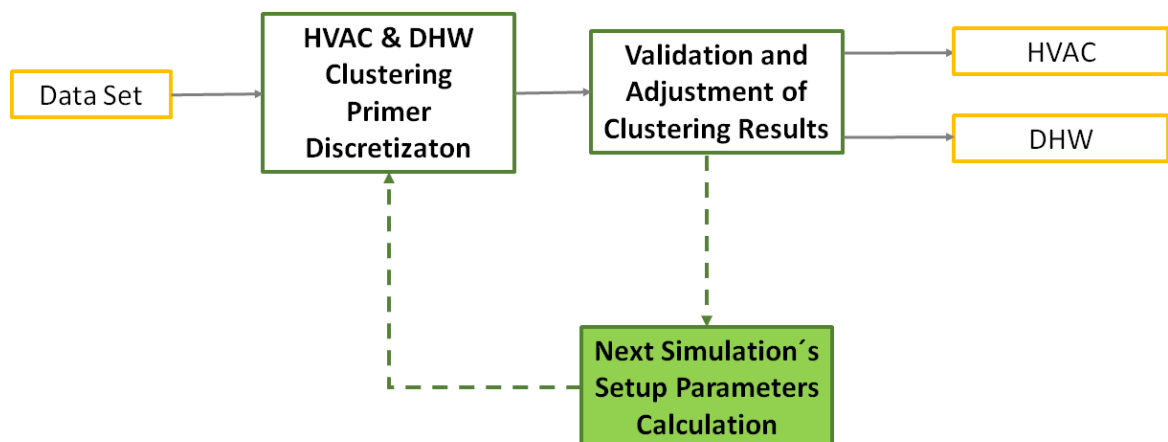 Data Set
HVAC & DHW
Clustering
Primer
Discretizaton
Validation and
Adjustment of
Clustering Results
HVAC
DHW
Next Simulation´s
Setup Parameters
Calculation